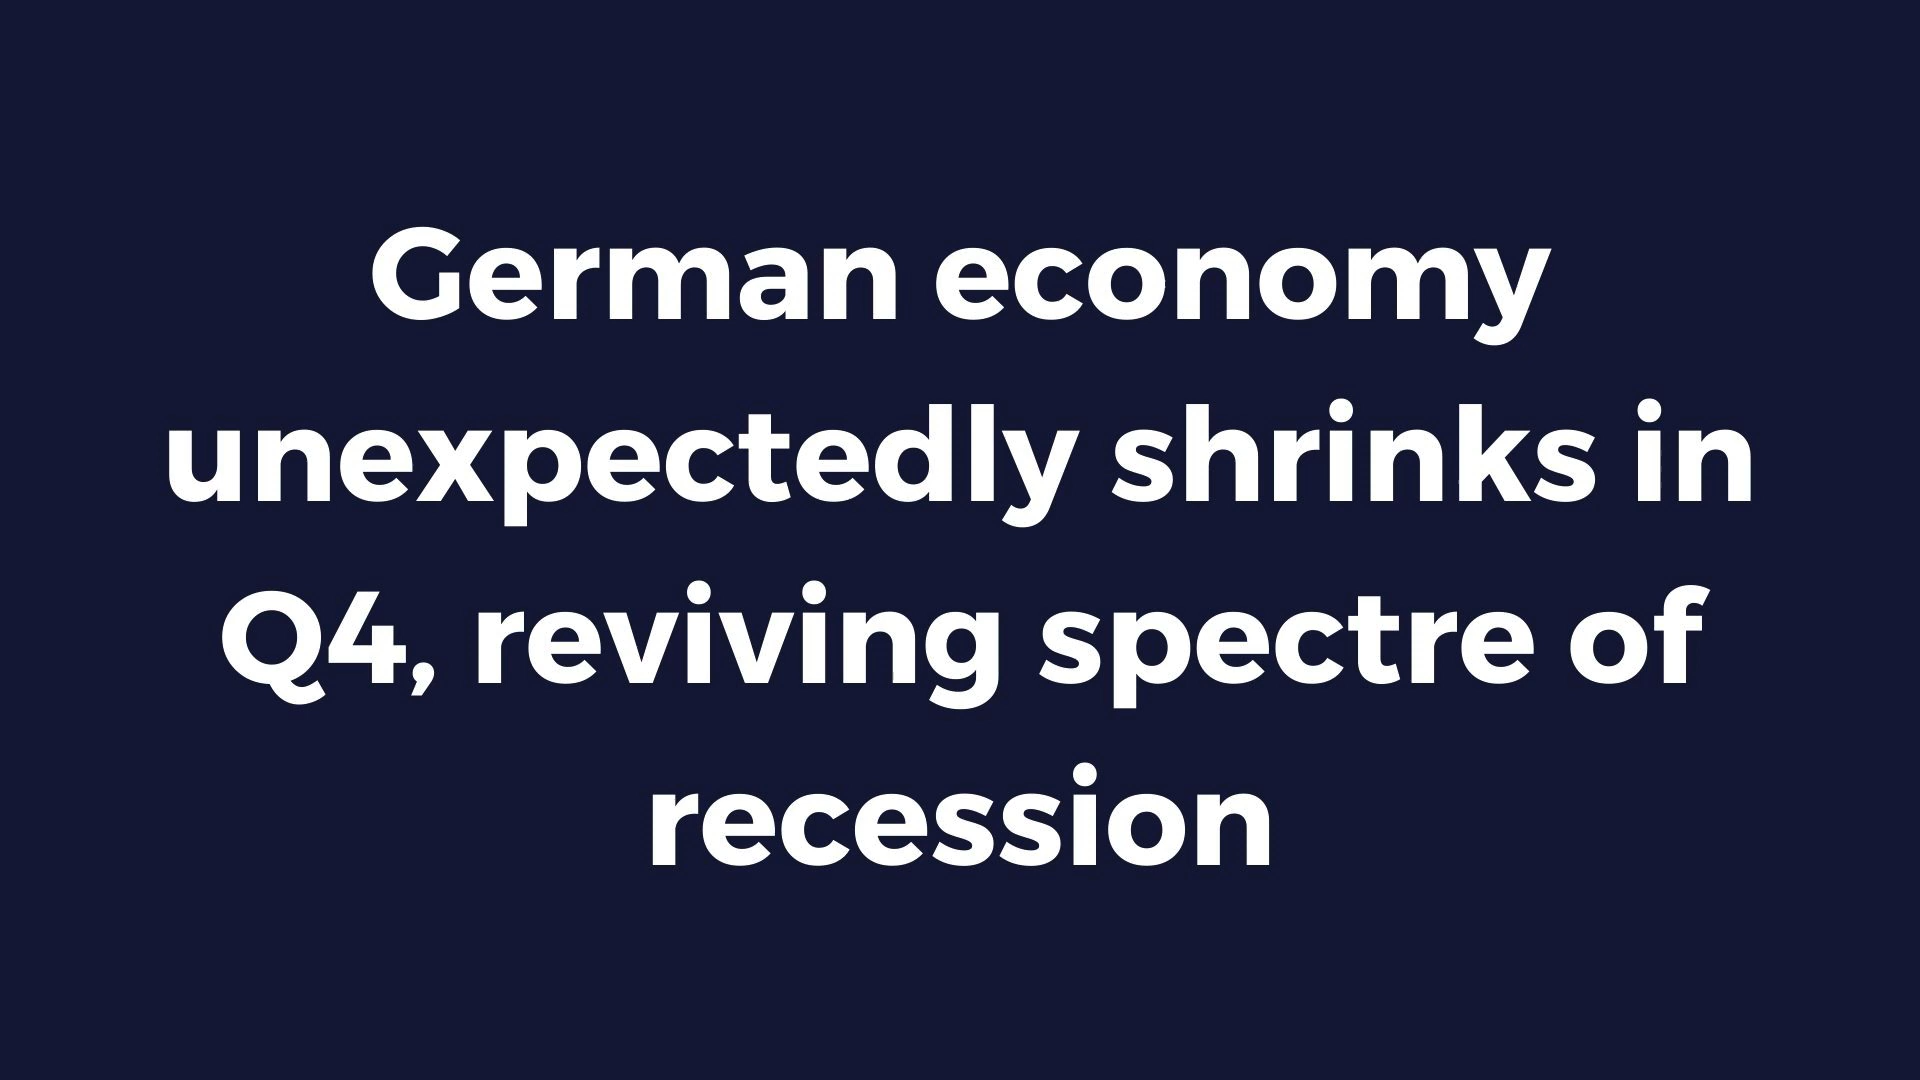 German economy
unexpectedly shrinks in
Q4, reviving spectre of
recession